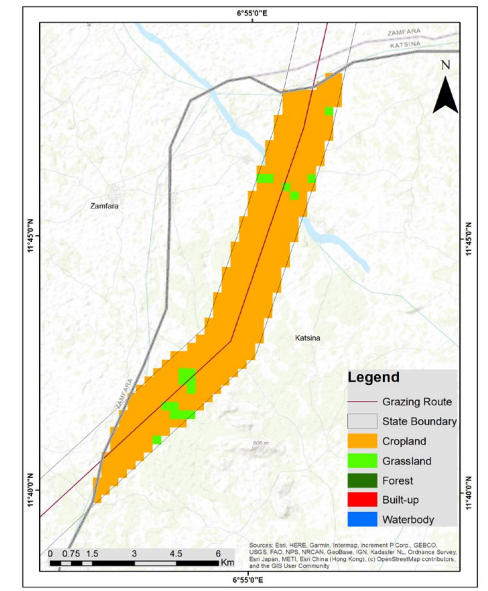 6°55'0"E
ZAMFARA
KATSINA
N
Zamfara
11°45'0"N
11°45'0"N
Katsina
ZAMFARA
Legend
Grazing Route
State Boundary
Cropland
Grassland
Forest
Built-up
Waterbody
11°40'0"N
11°40'0"N
606 m
Sources: Esri, HERE, Garmin, Intermap, increment P Corp., GEBCO,
USGS, FAO, NPS, NRCAN, GeoBase, IGN, Kadaster NL, Ordnance Survey,
Esri Japan, METI, Esri China (Hong Kong), (c) OpenStreetMap contributors,
and the GIS User Community
0 0.75 1.5 3 4.5 6
Km
6°55'0"E